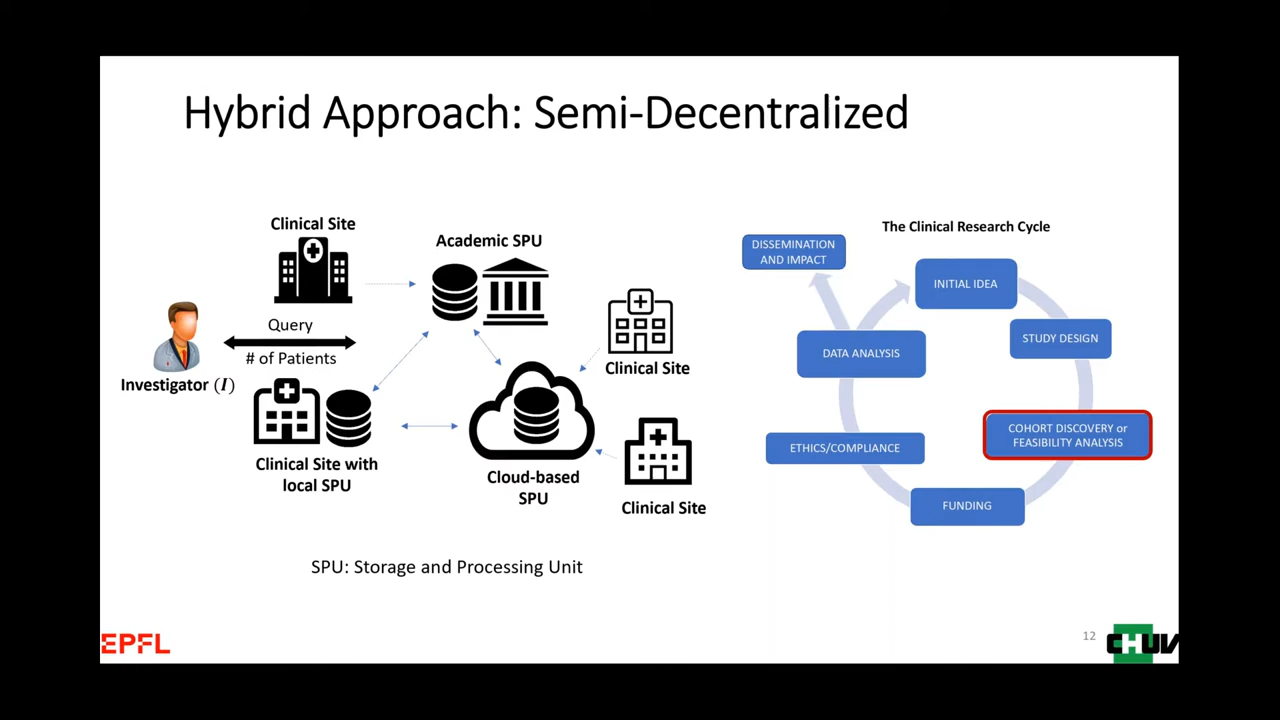 Hybrid Approach: Semi-Decentralized
Clinical Site
Academic SPU
Query
# of Patients
Investigator (I)
Clinical Site
Clinical Site with
local SPU
Cloud-based
SPU
Clinical Site
SPU: Storage and Processing Unit
The Clinical Research Cycle
DISSEMINATION
AND IMPACT
INITIAL IDEA
STUDY DESIGN
DATA ANALYSIS
COHORT DISCOVERY or
FEASIBILITY ANALYSIS
ETHICS/COMPLIANCE
FUNDING
EPFL
12
CHUV